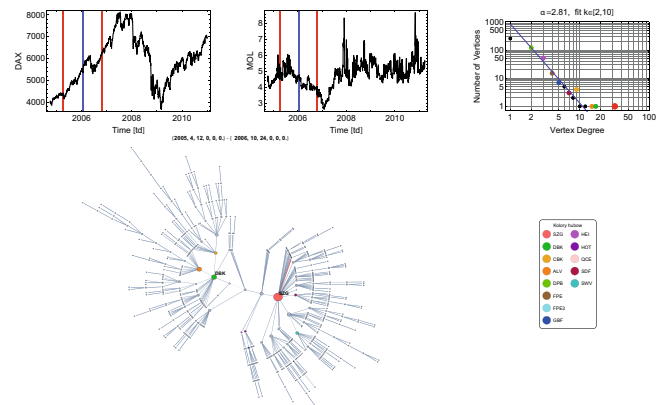 DAX
8000
7000
6000
5000
4000
2006
2008
2010
Time [td]
MOL
8
7
6
5
4
3
2006
2008
2010
Time [td]
α=2.81, fit k∈[2,10]
Number of Vertices
1000
500
100
50
10
5
1
1
2
5
10
20
50
100
Vertex Degree
{2005, 4, 12, 0, 0, 0.} - { 2006, 10, 24, 0, 0, 0.}
DBK
SZG
Kolory hubow
SZG
HEI
DBK
HOT
CBK
QCE
ALV
SDF
DPB
SWV
FPE
FPE3
GBF